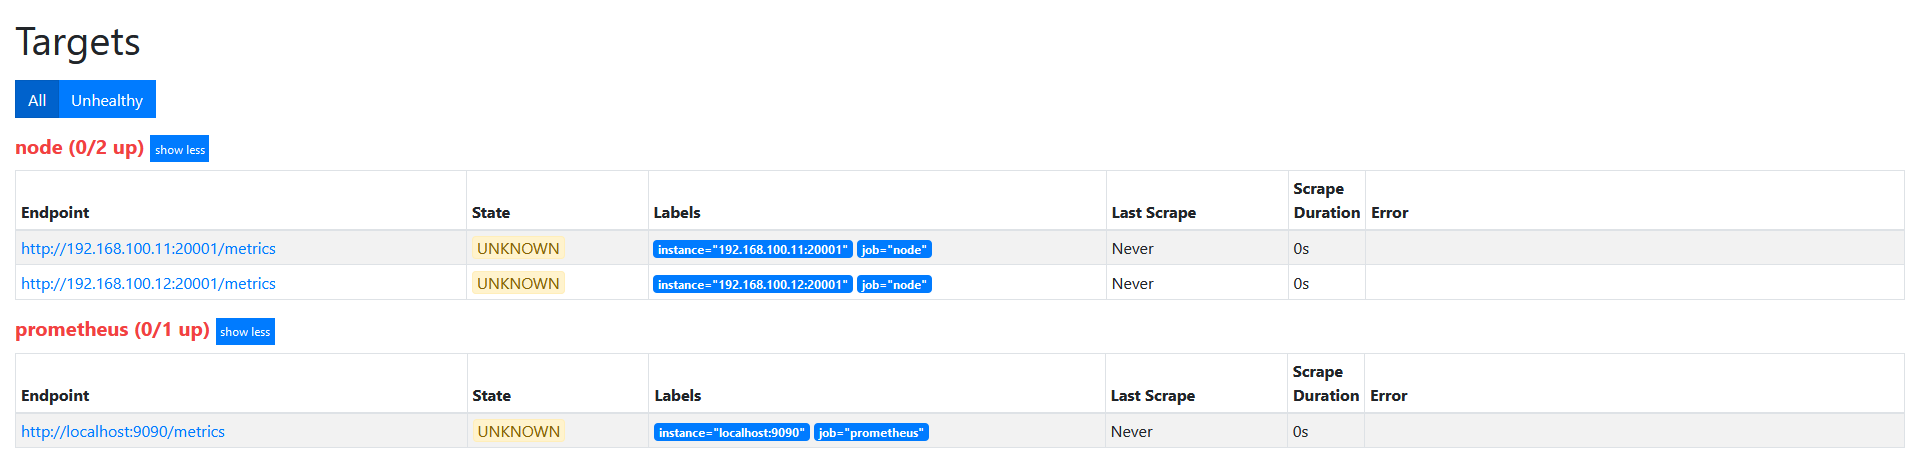 Targets
All Unhealthy
node (0/2 up) show less
Endpoint State Labels Last Scrape Scrape Duration Error
http://192.168.100.11:20001/metrics UNKNOWN instance="192.168.100.11:20001" job="node" Never 0s
http://192.168.100.12:20001/metrics UNKNOWN instance="192.168.100.12:20001" job="node" Never 0s
prometheus (0/1 up) show less
Endpoint State Labels Last Scrape Scrape Duration Error
http://localhost:9090/metrics UNKNOWN instance="localhost:9090" job="prometheus" Never 0s